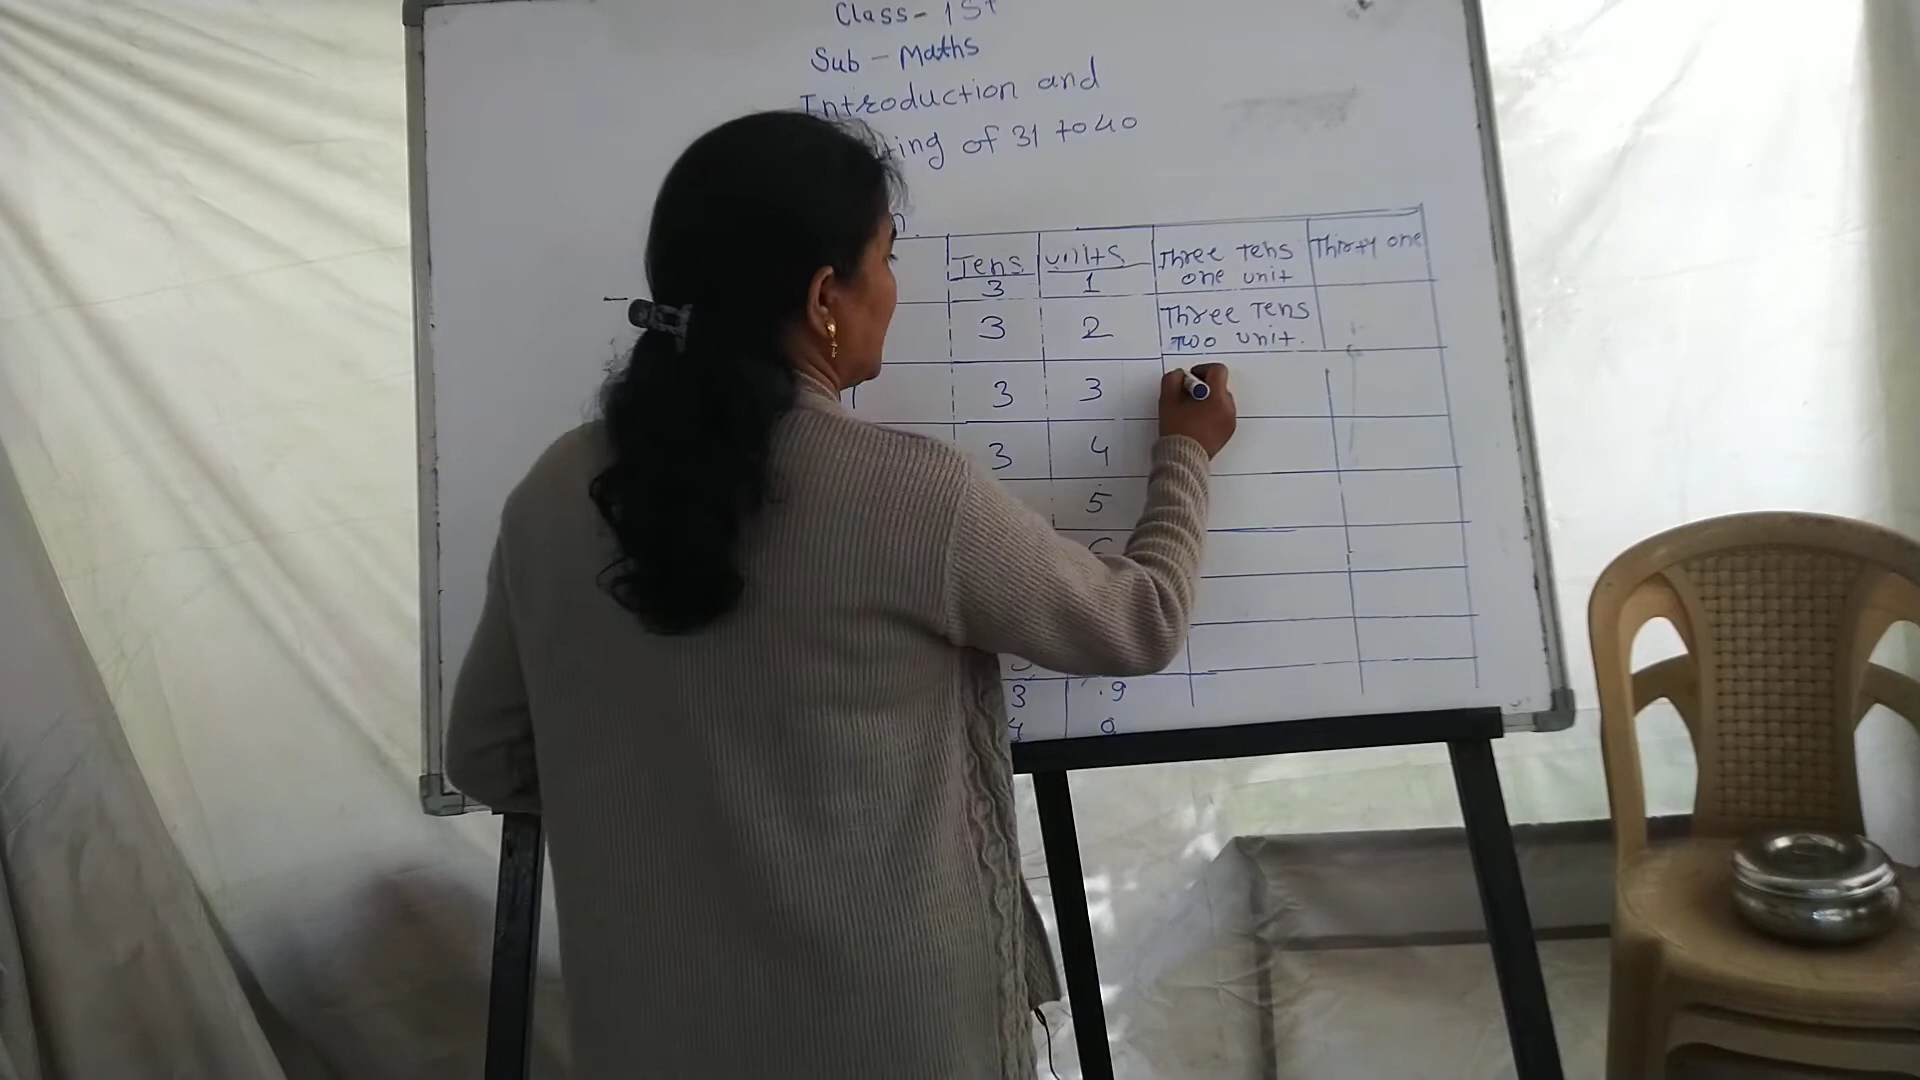 Class - 1st
Sub - Maths
Introduction and
ting of 31 to 40
Tens units Three Tens Thirty one
3 1 one unit
3 2 Three Tens
Two unit.
3 3
3 4
5
3 .9
0